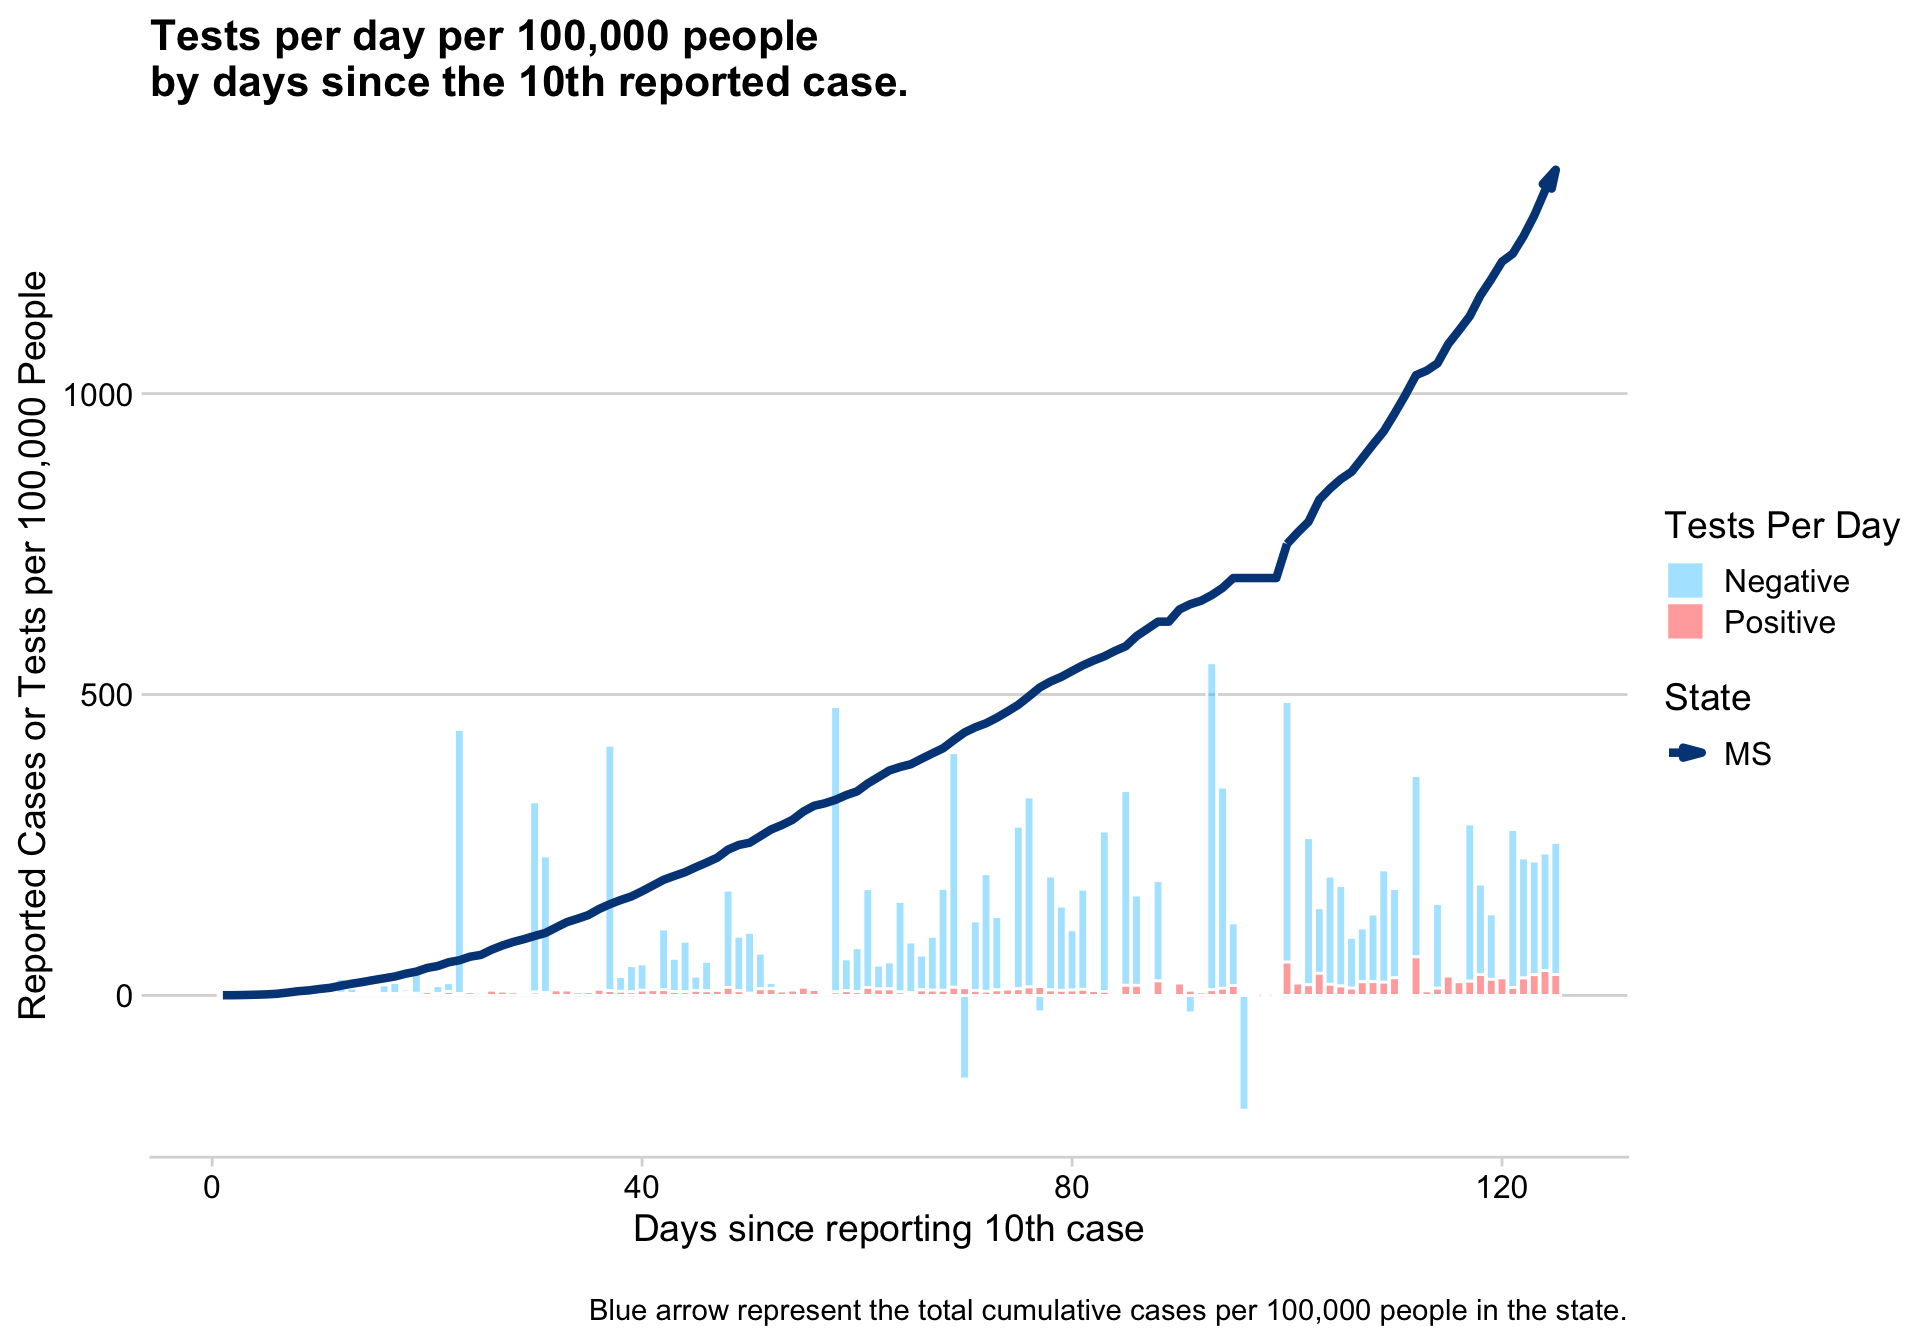 Tests per day per 100,000 people
by days since the 10th reported case.
Reported Cases or Tests per 100,000 People
1000
500
0
0
40
80
120
Days since reporting 10th case
Tests Per Day
Negative
Positive
State
MS
Blue arrow represent the total cumulative cases per 100,000 people in the state.